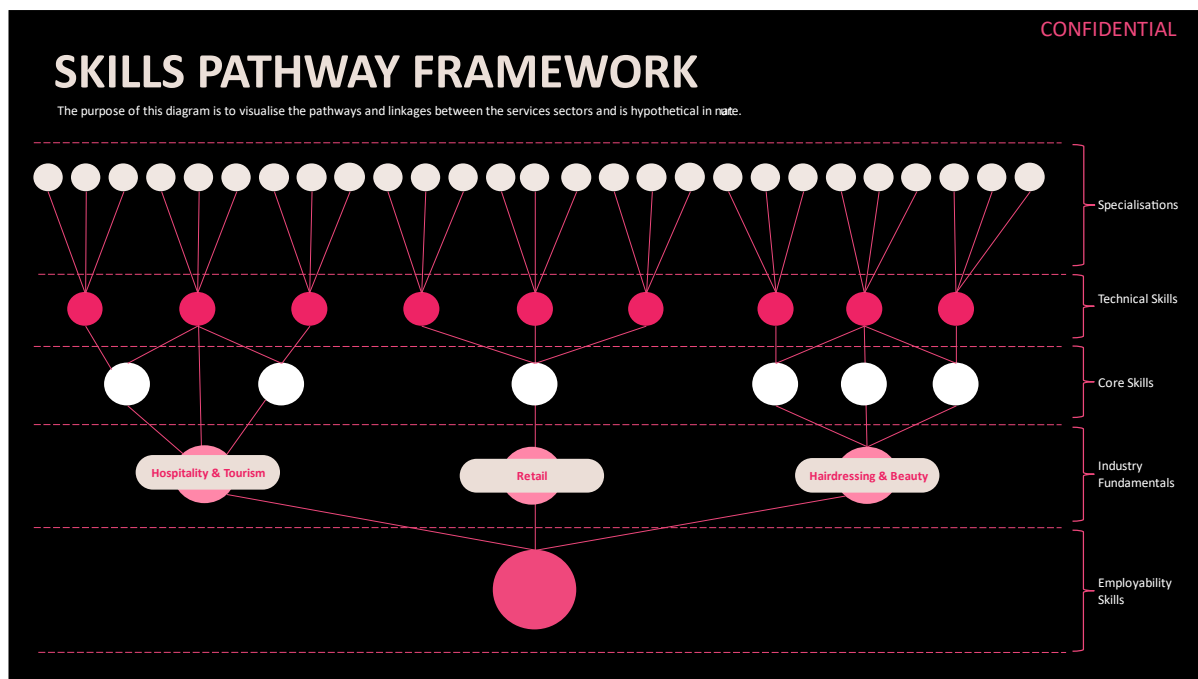 CONFIDENTIAL
SKILLS PATHWAY FRAMEWORK
The purpose of this diagram is to visualise the pathways and linkages between the services sectors and is hypothetical in
Specialisations
Technical Skills
Core Skills
Hospitality & Tourism
Retail
Hairdressing & Beauty
Industry
Fundamentals
Employability
Skills